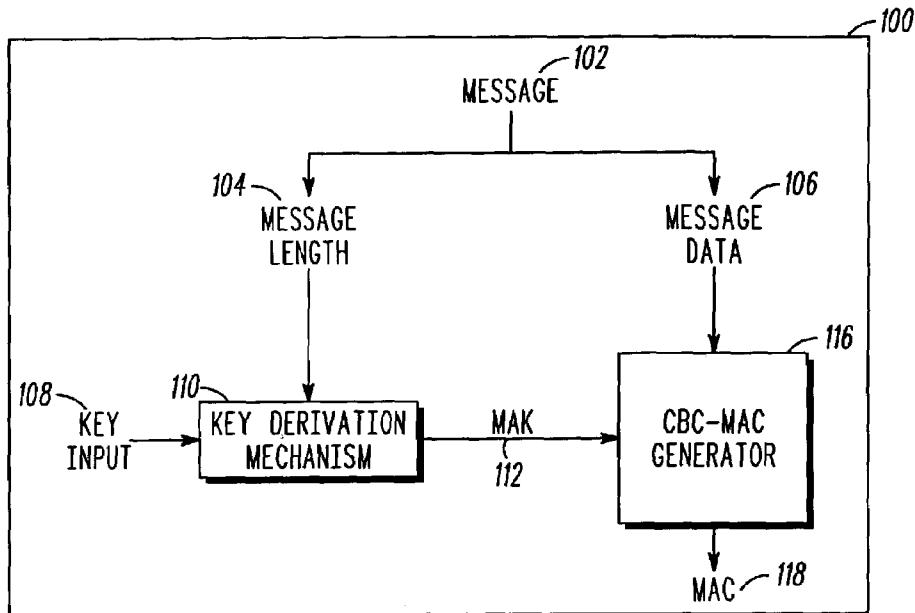 100
102
MESSAGE
104
MESSAGE
LENGTH
106
MESSAGE
DATA
116
108
KEY
INPUT
110
KEY DERIVATION
MECHANISM
MAK
112
CBC-MAC
GENERATOR
MAC
118